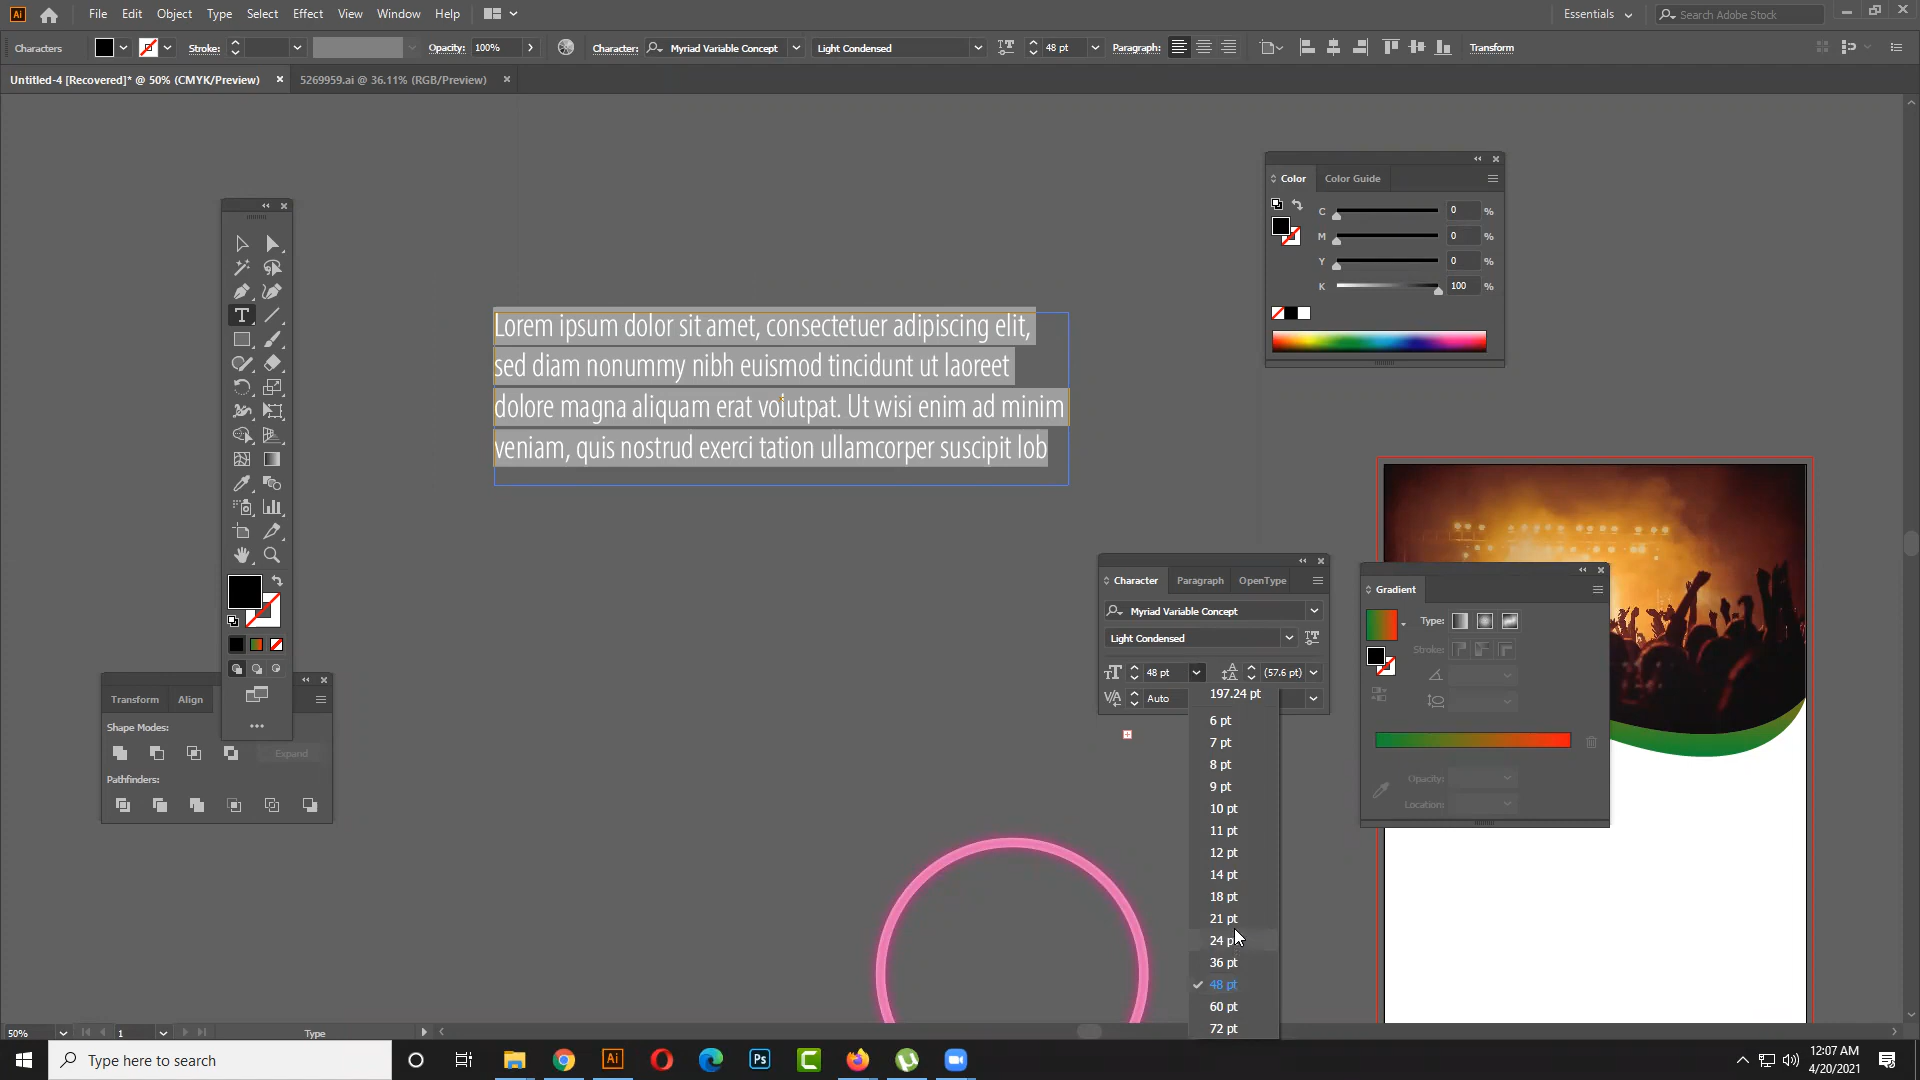 Ai File Edit Object Type Select Effect View Window Help Essentials Search Adobe Stock
Characters Stroke: Opacity: 100% Character: Myriad Variable Concept Light Condensed 48 pt Paragraph: Transform
Untitled-4 [Recovered]* @ 50% (CMYK/Preview) × 5269959.ai @ 36.11% (RGB/Preview) ×
Color Color Guide
C 0 %
M 0 %
Y 0 %
K 100 %
Lorem ipsum dolor sit amet, consectetuer adipiscing elit,
sed diam nonummy nibh euismod tincidunt ut laoreet
dolore magna aliquam erat volutpat. Ut wisi enim ad minim
veniam, quis nostrud exerci tation ullamcorper suscipit lob
Character Paragraph OpenType
Myriad Variable Concept
Light Condensed
48 pt (57.6 pt)
Auto
197.24 pt
6 pt
7 pt
8 pt
9 pt
10 pt
11 pt
12 pt
14 pt
18 pt
21 pt
24 pt
36 pt
48 pt
60 pt
72 pt
Gradient
Type:
Stroke:
Opacity:
Location:
Transform Align
Shape Modes:
Expand
Pathfinders:
50% 1 Type
Type here to search
Ai Ps
12:07 AM
4/20/2021